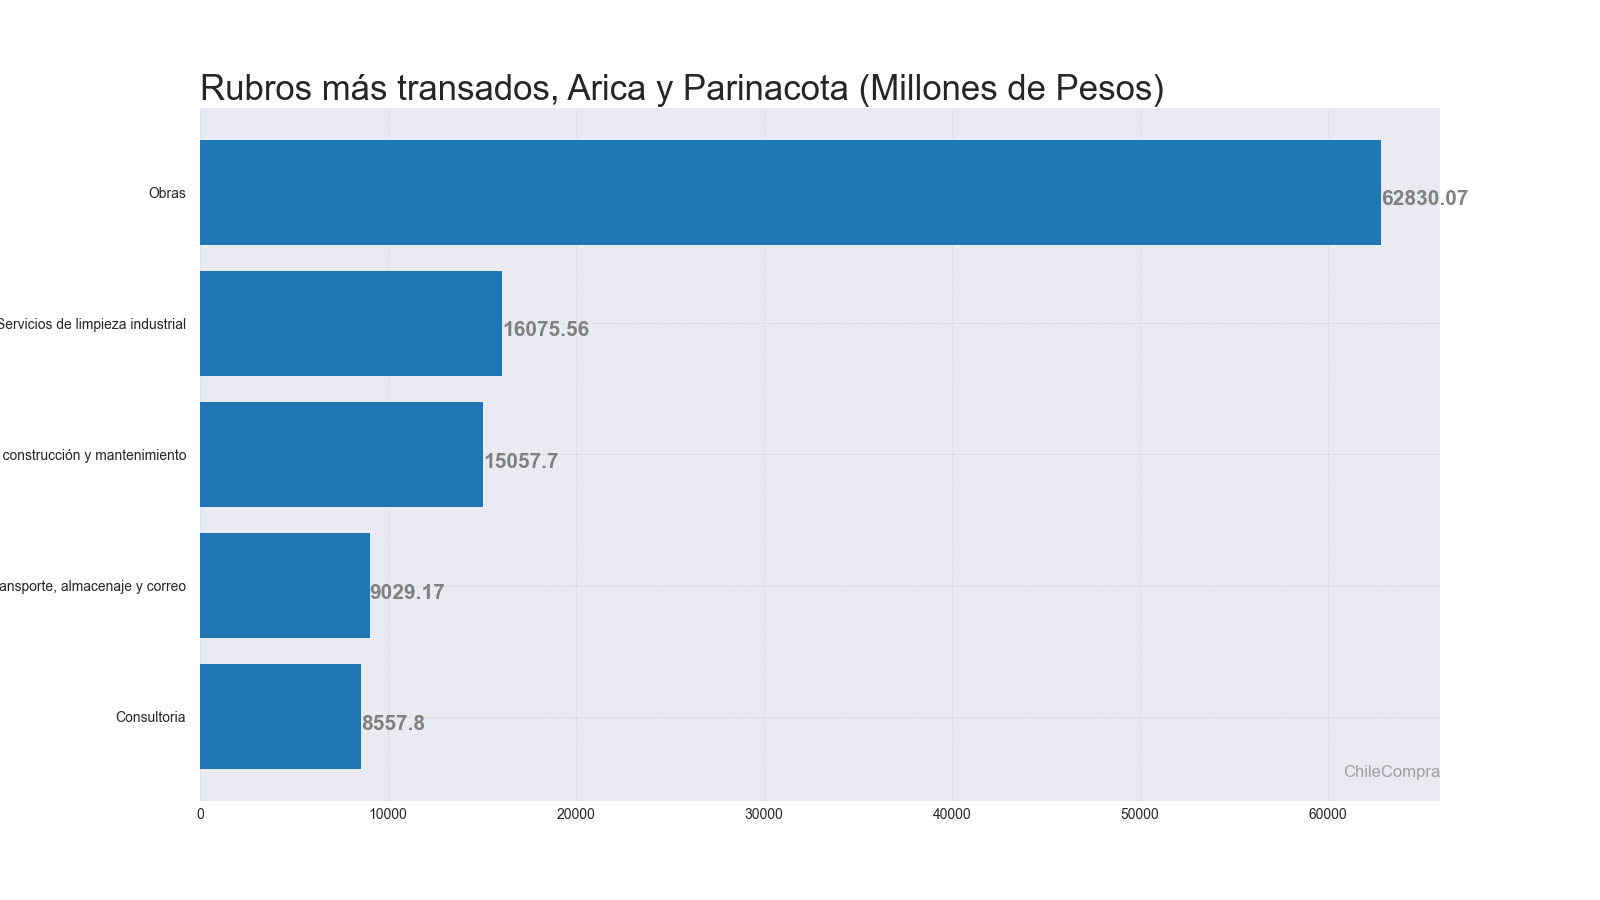 Rubros más transados, Arica y Parinacota (Millones de Pesos)
Obras
62830.07
Servicios de limpieza industrial
16075.56
construcción y mantenimiento
15057.7
almacenaje y correo
9029.17
Consultoria
8557.8
ChileCompra
0 10000 20000 30000 40000 50000 60000